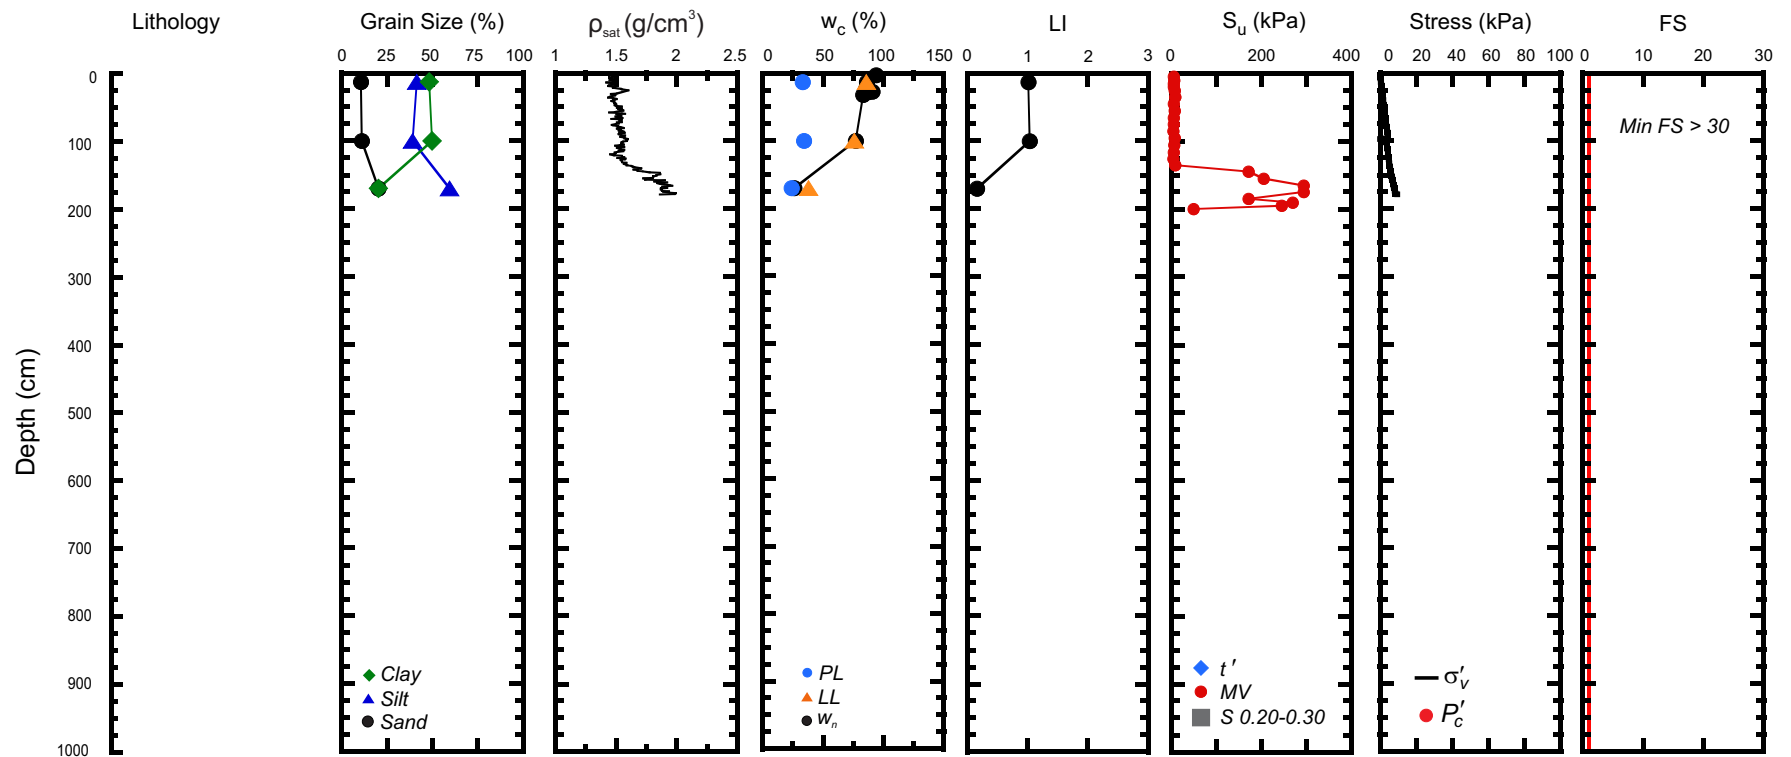 Lithology
Grain Size (%)
ρsat (g/cm³)
wc (%)
LI
Su (kPa)
Stress (kPa)
FS
0 25 50 75 100
1 1.5 2 2.5
0 50 100 150
0 1 2 3
0 200 400
0 20 40 60 80 100
0 10 20 30
0
100
200
300
400
500
600
700
800
900
1000
Depth (cm)
Min FS > 30
Clay
Silt
Sand
PL
LL
wn
t′
MV
S 0.20-0.30
σv′
Pc′